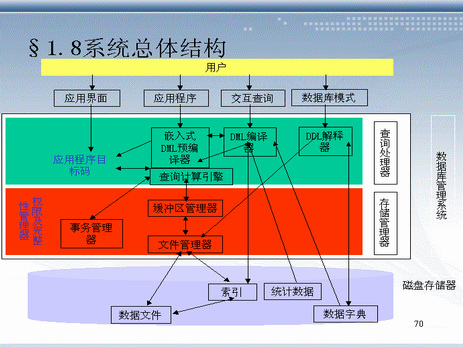 §1.8系统总体结构
用户
应用界面
应用程序
交互查询
数据库模式
嵌入式
DML预编
译器
DML编译
器
DDL解释
器
查询处理器
应用程序目
标码
查询计算引擎
数据库管理系统
权限及完整
性管理器
缓冲区管理器
事务管理
器
文件管理器
存储管理器
索引
统计数据
磁盘存储器
数据文件
数据字典
70